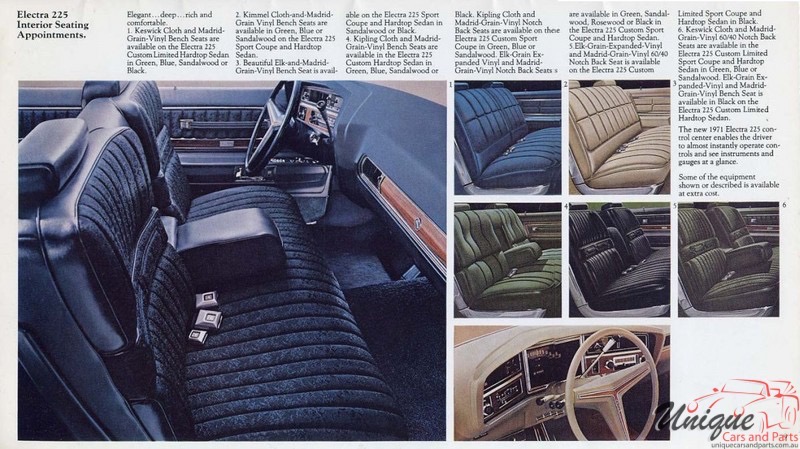 Electra 225
Interior Seating
Appointments.
Elegant....deep...rich and
comfortable.
1. Keswick Cloth and Madrid-
Grain-Vinyl Bench Seats are
available on the Electra 225
Custom Limited Hardtop Sedan
in Green, Blue, Sandalwood or
Black.
2. Kimmel Cloth-and-Madrid-
Grain Vinyl Bench Seats are
available in Green, Blue or
Sandalwood on the Electra 225
Sport Coupe and Hardtop
Sedan.
3. Beautiful Elk-and-Madrid-
Grain-Vinyl Bench Seat is avail-
able on the Electra 225 Sport
Coupe and Hardtop Sedan in
Sandalwood or Black.
4. Kipling Cloth and Madrid-
Grain-Vinyl Bench Seats are
available in the Electra 225
Custom Hardtop Sedan in
Green, Blue, Sandalwood or
Black. Kipling Cloth and
Madrid-Grain-Vinyl Notch
Back Seats are available on the
Electra 225 Custom Sport
Coupe in Green, Blue or
Sandalwood. Elk-Grain Ex-
panded Vinyl and Madrid-
Grain-Vinyl Notch Back Seats
are available in Green, Sandal-
wood, Rosewood or Black in
the Electra 225 Custom Sport
Coupe and Hardtop Sedan.
5. Elk-Grain-Expanded-Vinyl
and Madrid-Grain-Vinyl 60/40
Notch Back Seat is available
on the Electra 225 Custom
Limited Sport Coupe and
Hardtop Sedan in Black.
6. Keswick Cloth and Madrid-
Grain-Vinyl 60/40 Notch Back
Seats are available in the
Electra 225 Custom Limited
Sport Coupe and Hardtop
Sedan in Green, Blue or
Sandalwood. Elk-Grain Ex-
panded-Vinyl and Madrid-
Grain-Vinyl Bench Seat is
available in Black on the
Electra 225 Custom Limited
Hardtop Sedan.
The new 1971 Electra 225 con-
trol center enables the driver
to almost instantly operate con-
trols and see instruments and
gauges at a glance.
Some of the equipment
shown or described is available
at extra cost.
1
2
3
4
5
6
Unique
Cars and Parts
uniquecarsandparts.com.au